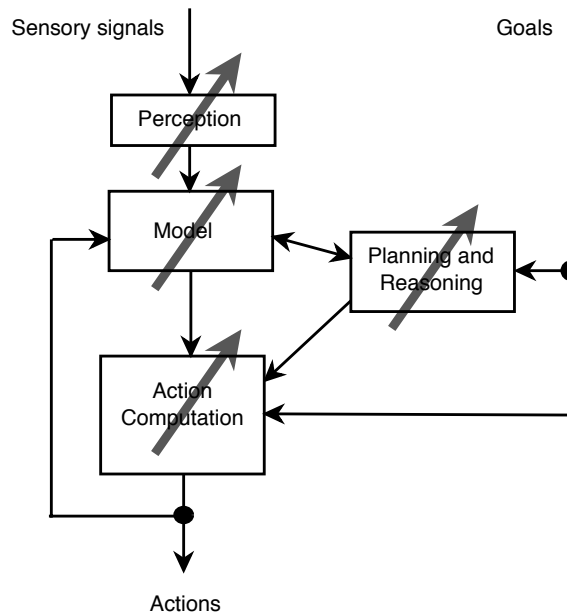 Sensory signals
Goals
Perception
Model
Planning and
Reasoning
Action
Computation
Actions